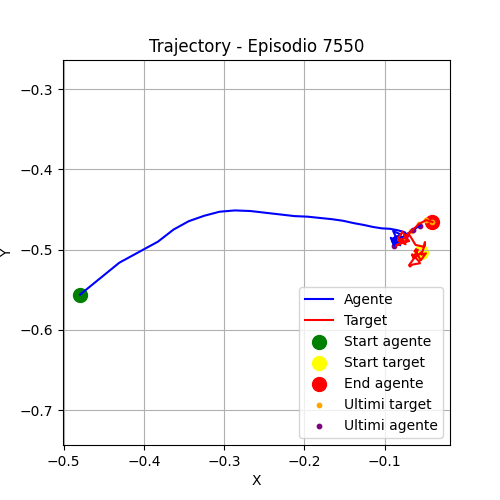 Trajectory - Episodio 7550
Y
−0.3
−0.4
−0.5
−0.6
−0.7
Agente
Target
Start agente
Start target
End agente
Ultimi target
Ultimi agente
−0.5 −0.4 −0.3 −0.2 −0.1
X